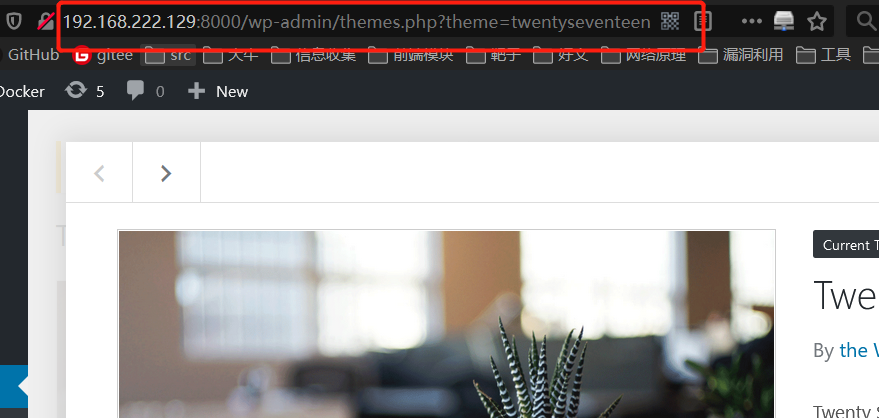 192.168.222.129:8000/wp-admin/themes.php?theme=twentyseventeen
GitHub gitee src 大牛 信息收集 前端模块 靶子 好文 网络原理 漏洞利用 工具
Docker 5 0 New
Current T
Twe
By the W
Twenty S